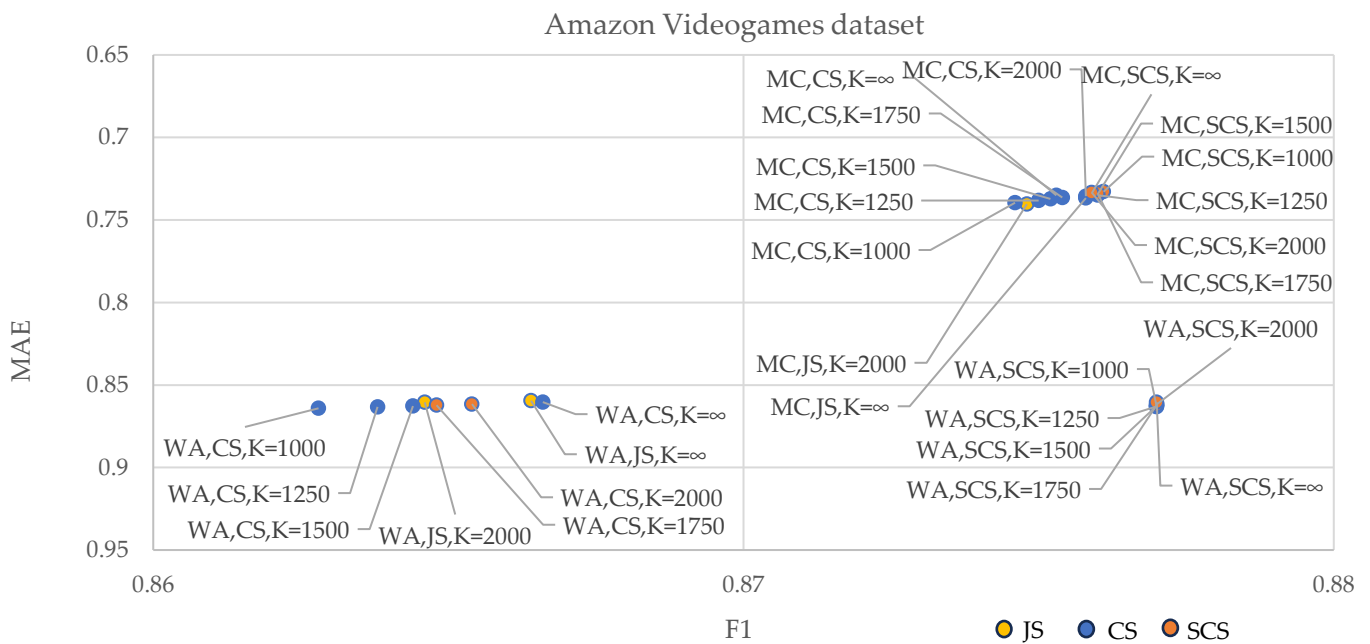 Amazon Videogames dataset
0.65
0.7
0.75
0.8
0.85
0.9
0.95
MAE
MC,CS,K=∞
MC,CS,K=2000
MC,SCS,K=∞
MC,CS,K=1750
MC,SCS,K=1500
MC,SCS,K=1000
MC,CS,K=1500
MC,CS,K=1250
MC,SCS,K=1250
MC,CS,K=1000
MC,SCS,K=2000
MC,SCS,K=1750
WA,SCS,K=2000
MC,JS,K=2000
WA,SCS,K=1000
MC,JS,K=∞
WA,CS,K=∞
WA,SCS,K=1250
WA,CS,K=1000
WA,JS,K=∞
WA,SCS,K=1500
WA,CS,K=1250
WA,CS,K=2000
WA,SCS,K=1750
WA,SCS,K=∞
WA,CS,K=1500
WA,JS,K=2000
WA,CS,K=1750
0.86
0.87
0.88
F1
JS
CS
SCS